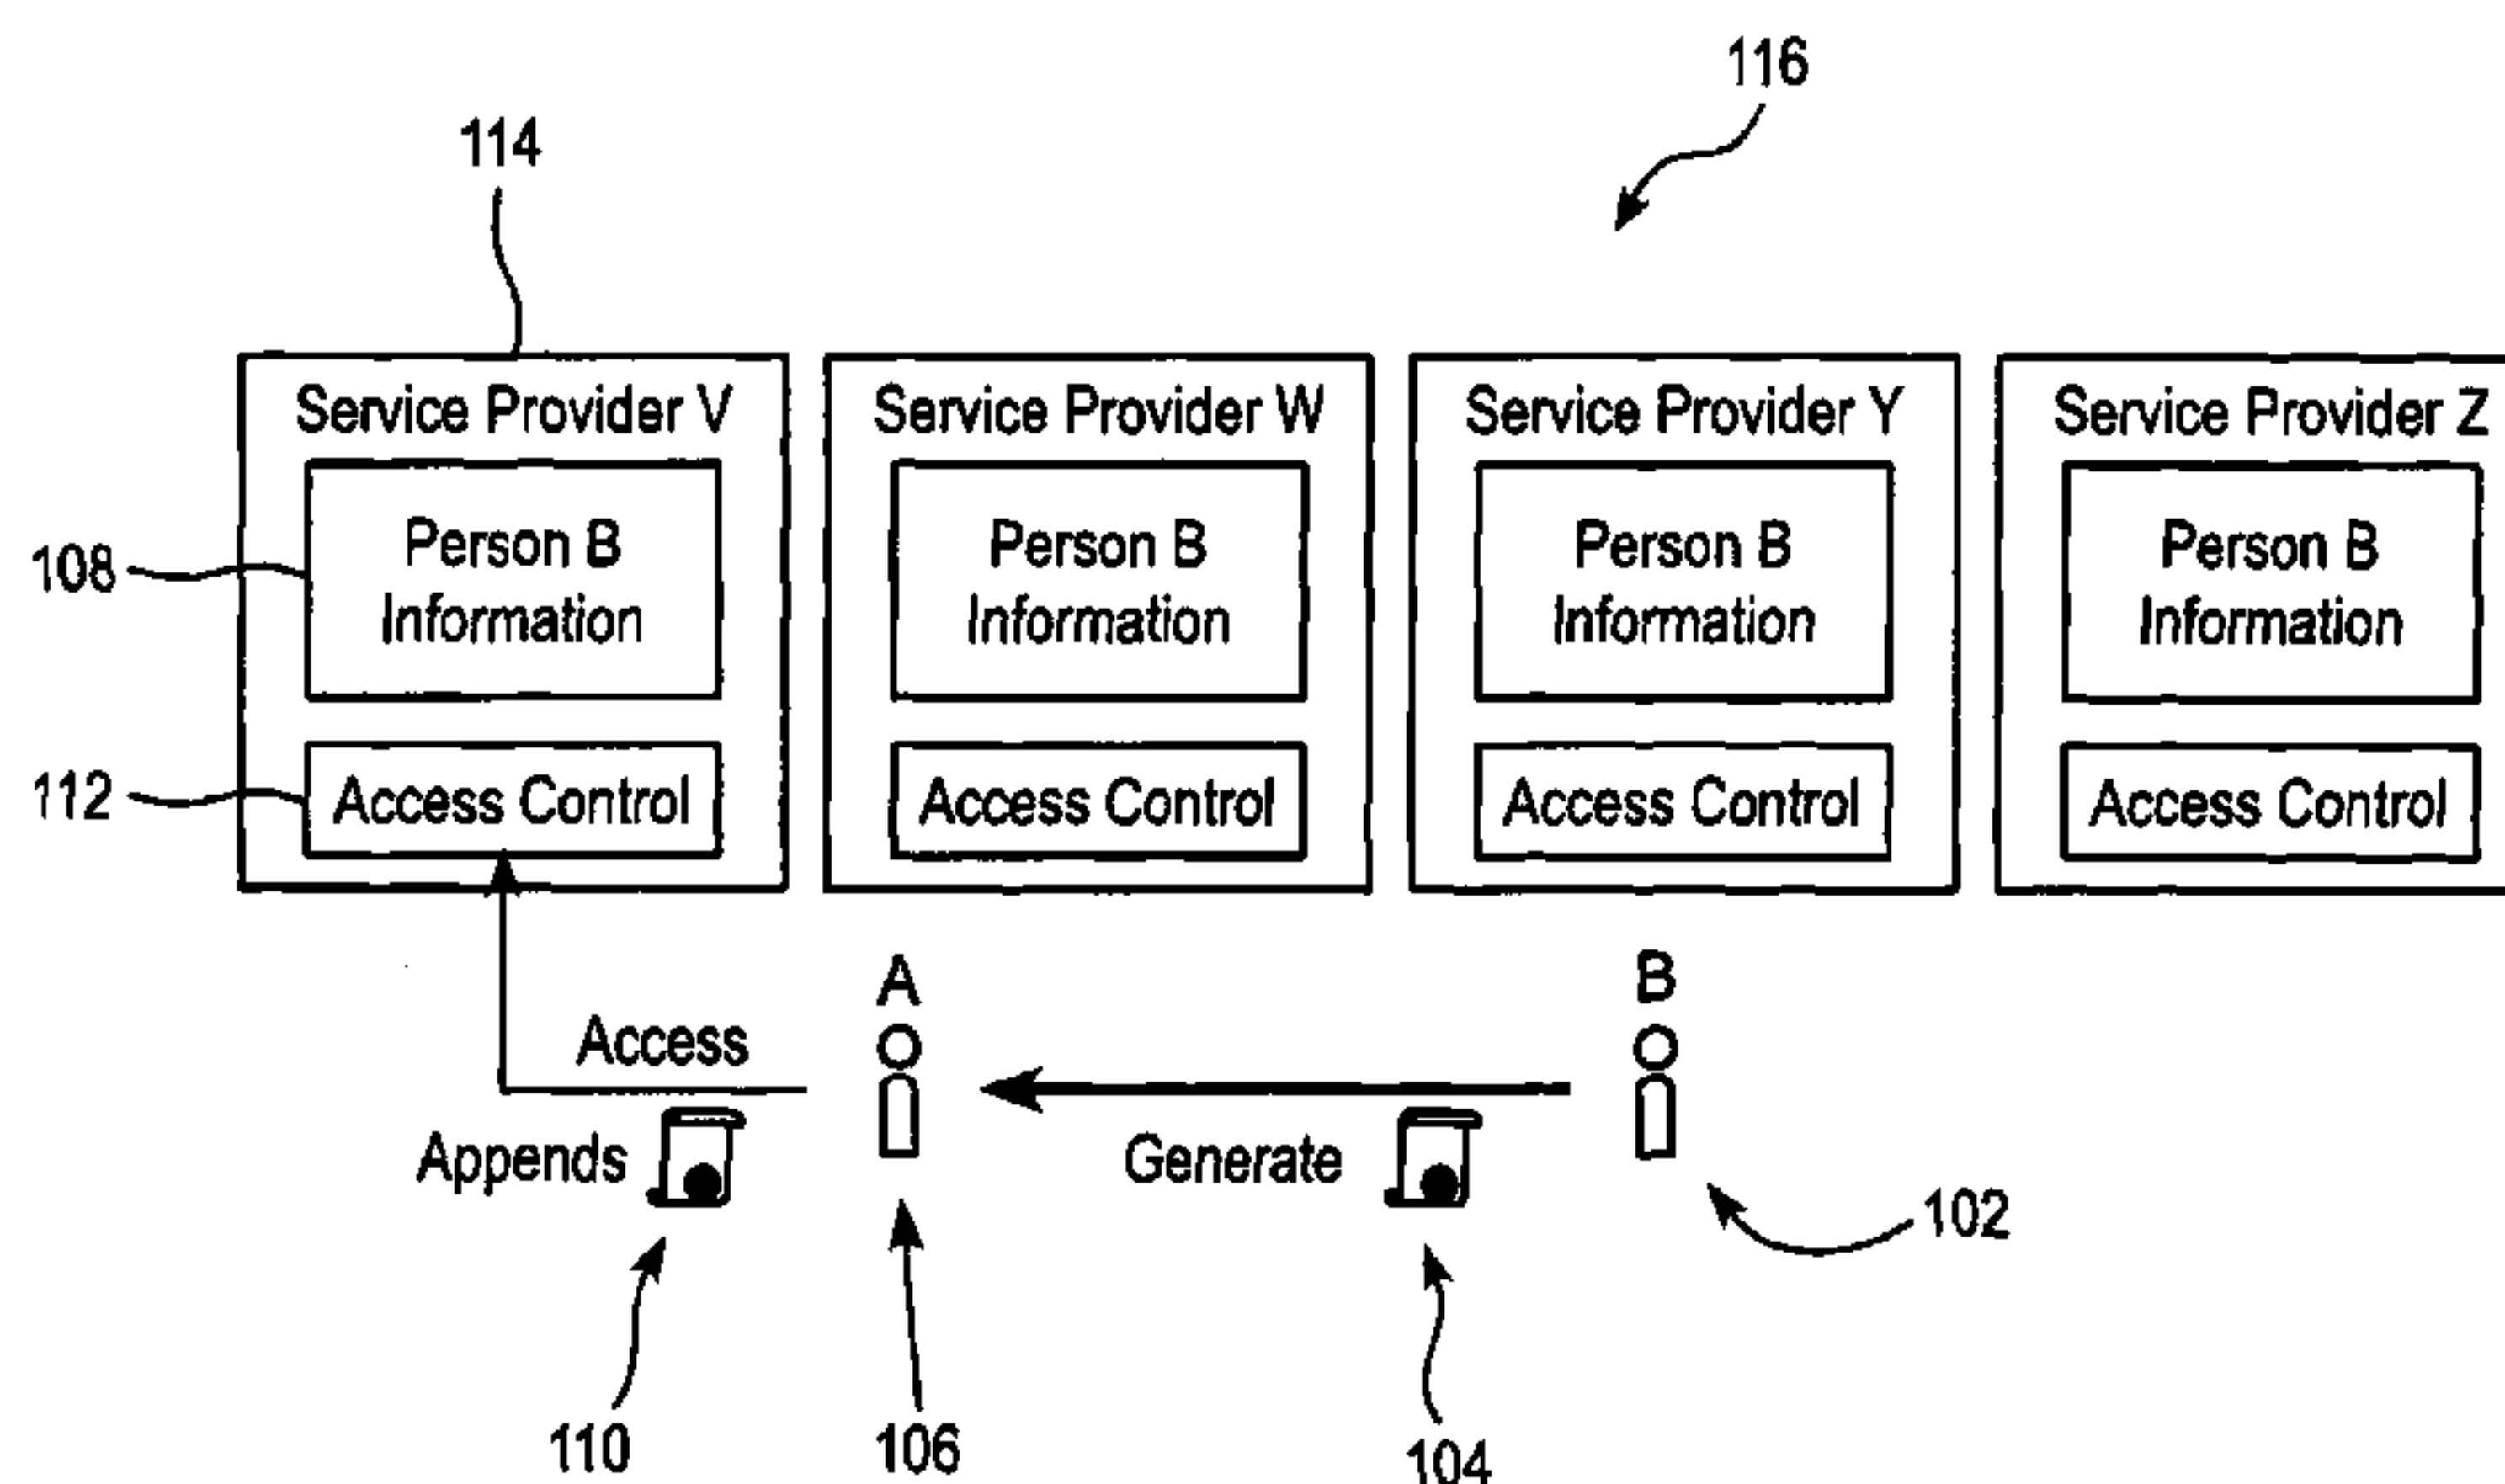 116
114
Service Provider V
Person B
Information
Access Control
Service Provider W
Person B
Information
Access Control
Service Provider Y
Person B
Information
Access Control
Service Provider Z
Person B
Information
Access Control
108
112
A
B
Access
Appends
Generate
102
110
106
104